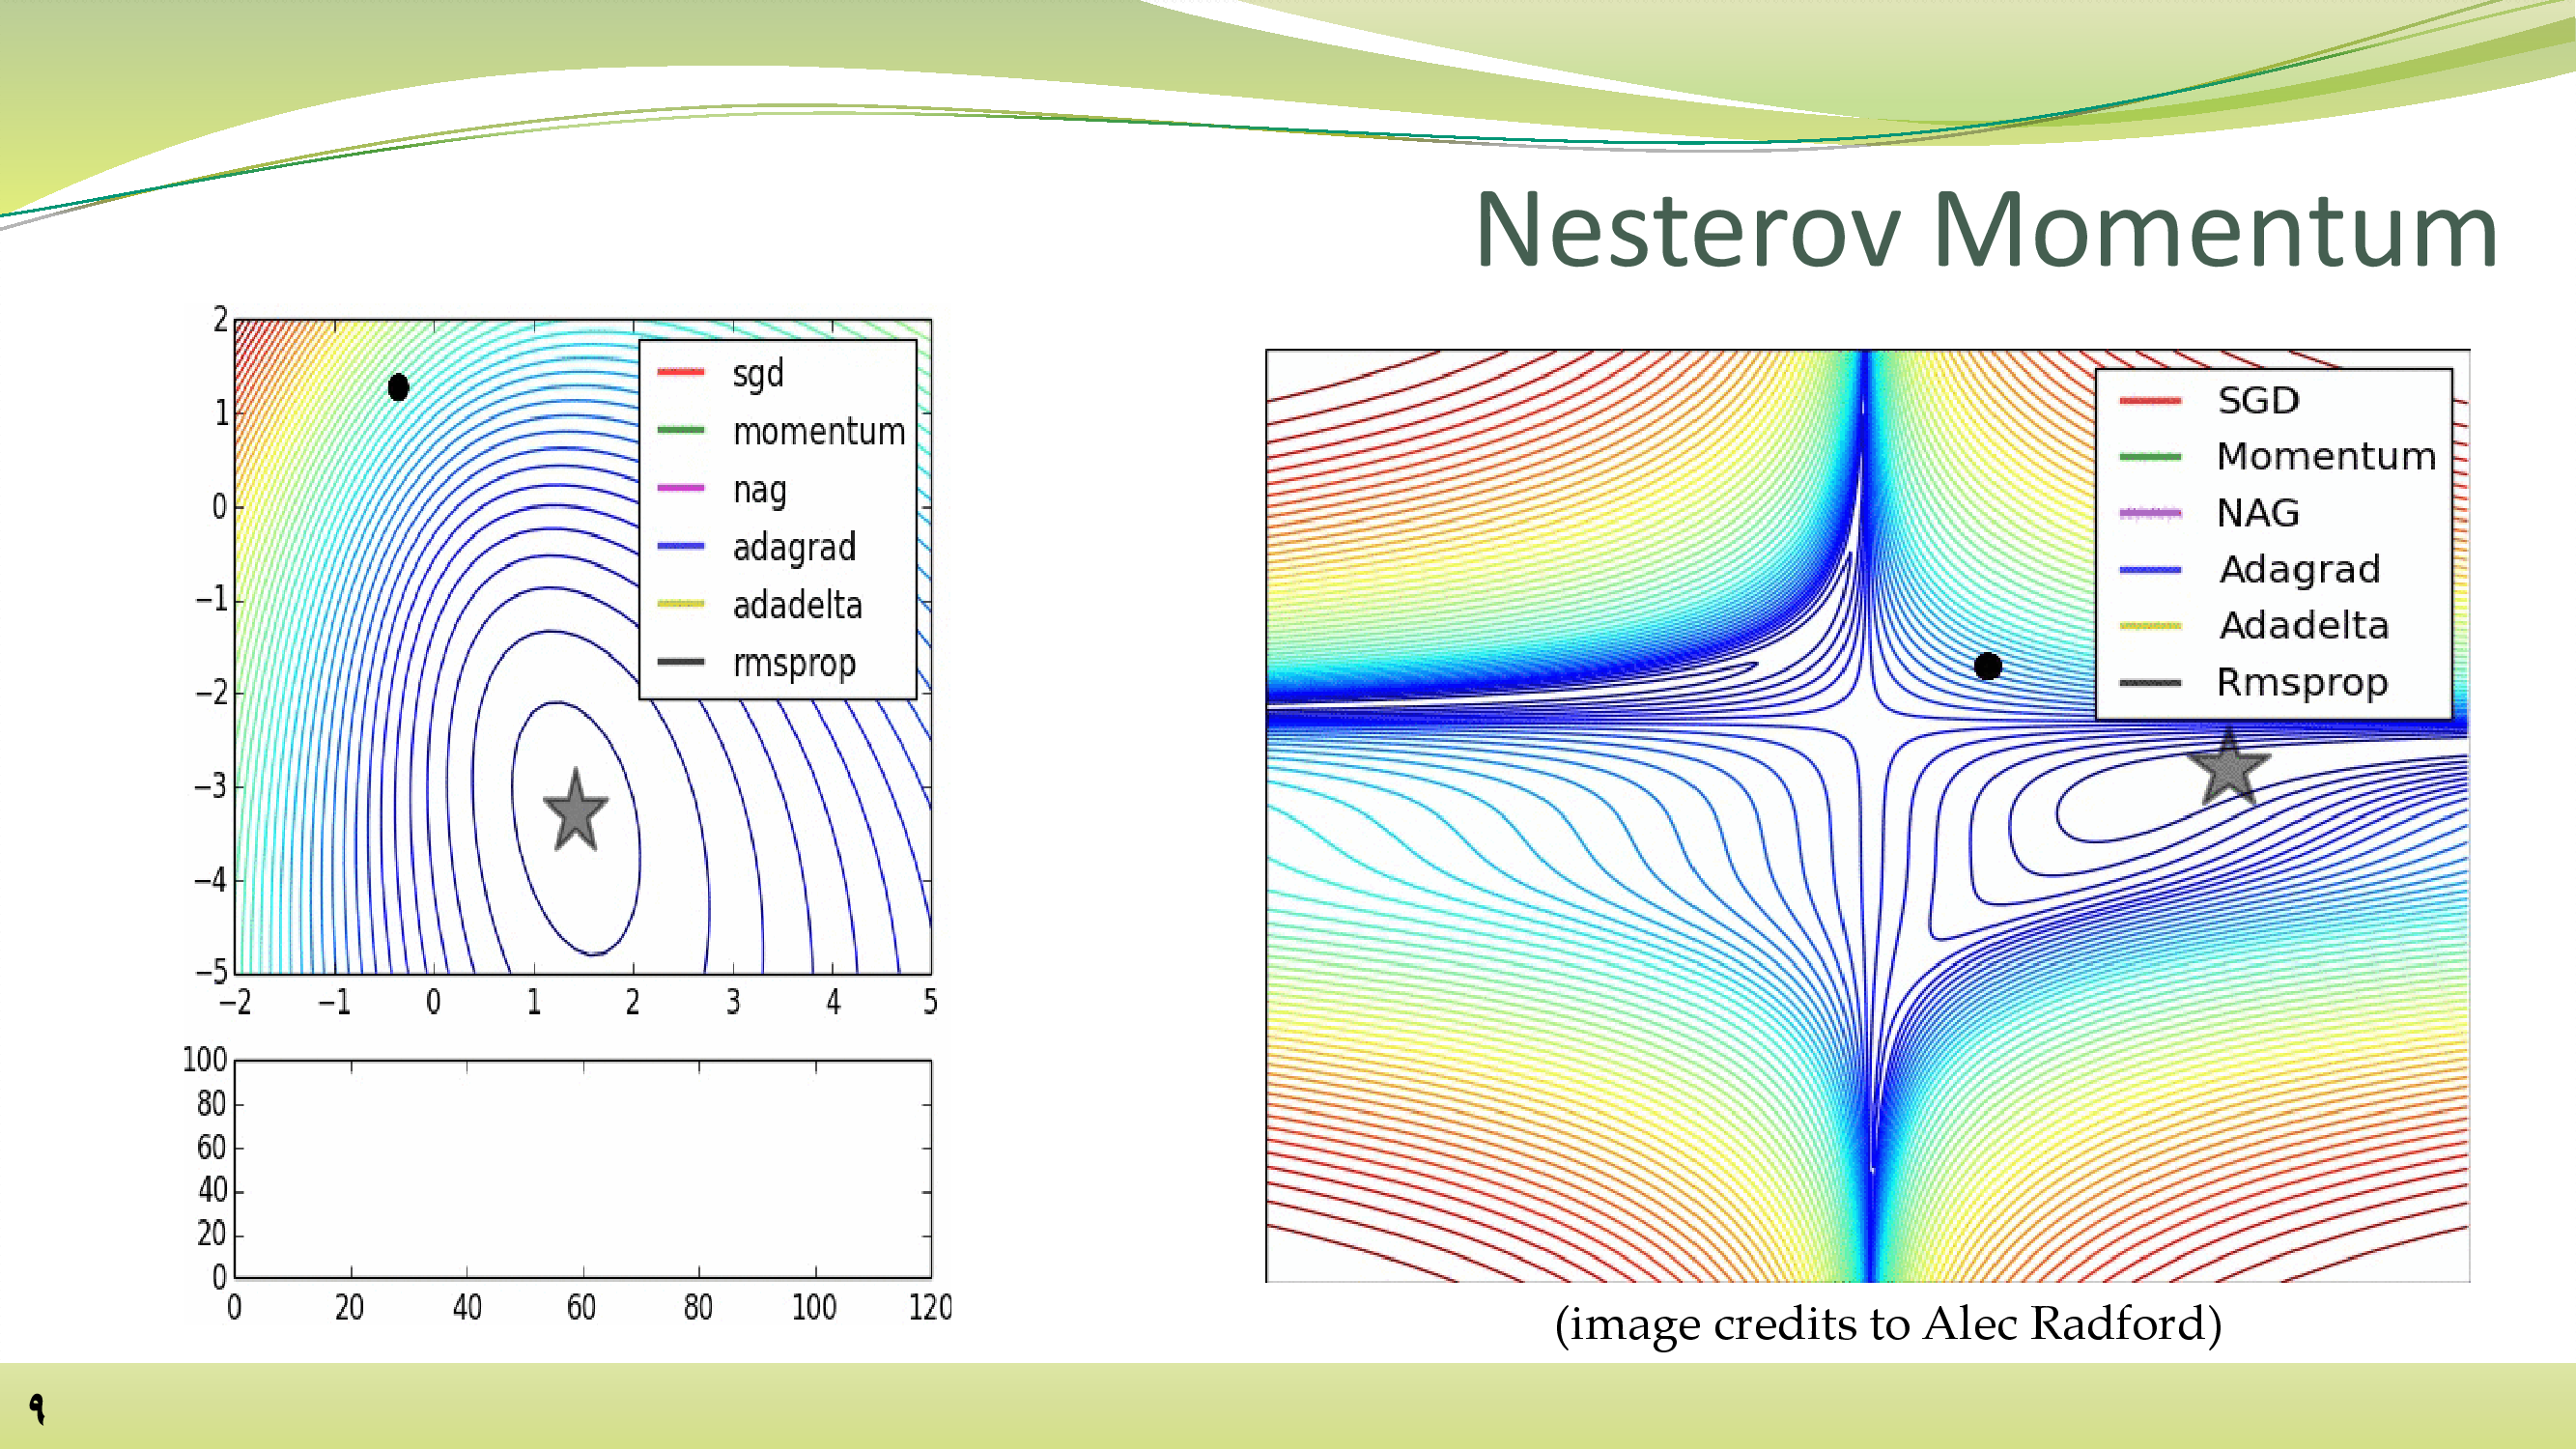 Nesterov Momentum
2
1
0
−1
−2
−3
−4
−5
−2 −1 0 1 2 3 4 5
sgd
momentum
nag
adagrad
adadelta
rmsprop
100
80
60
40
20
0
0 20 40 60 80 100 120
SGD
Momentum
NAG
Adagrad
Adadelta
Rmsprop
(image credits to Alec Radford)
۹